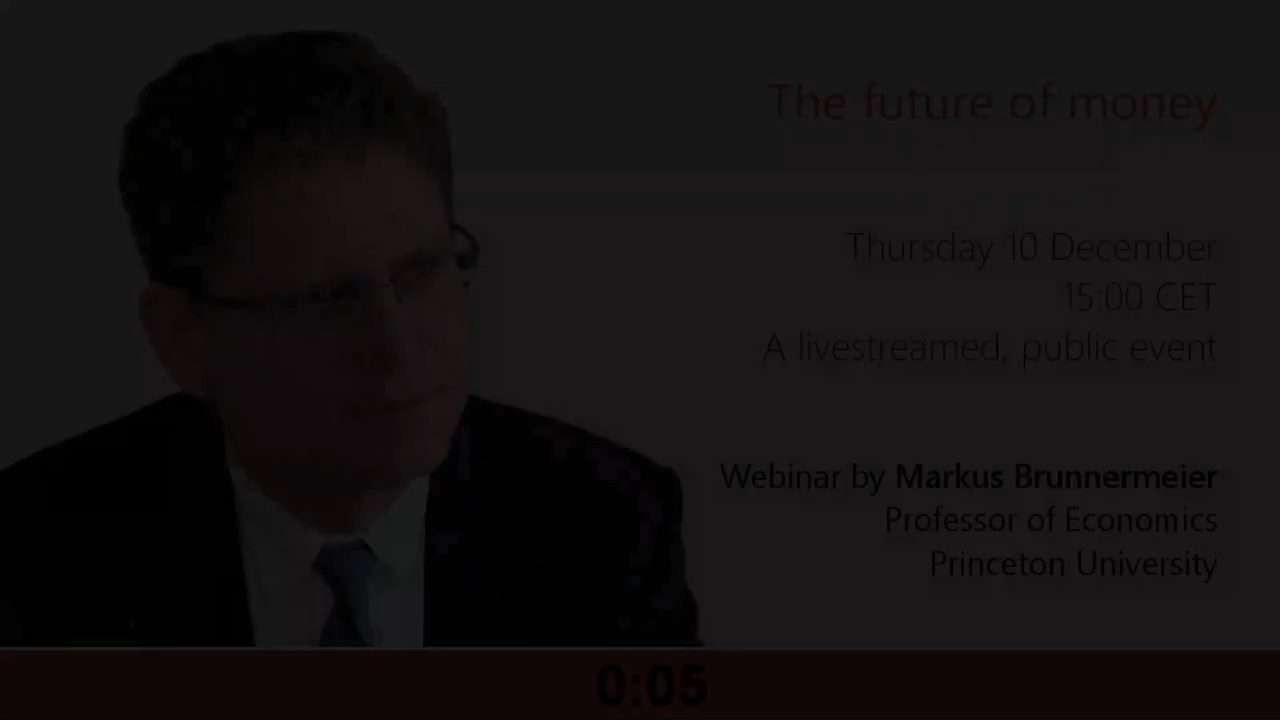 The future of money
Thursday 10 December
15:00 CET
A livestreamed, public event
Webinar by Markus Brunnermeier
Professor of Economics
Princeton University
0:05